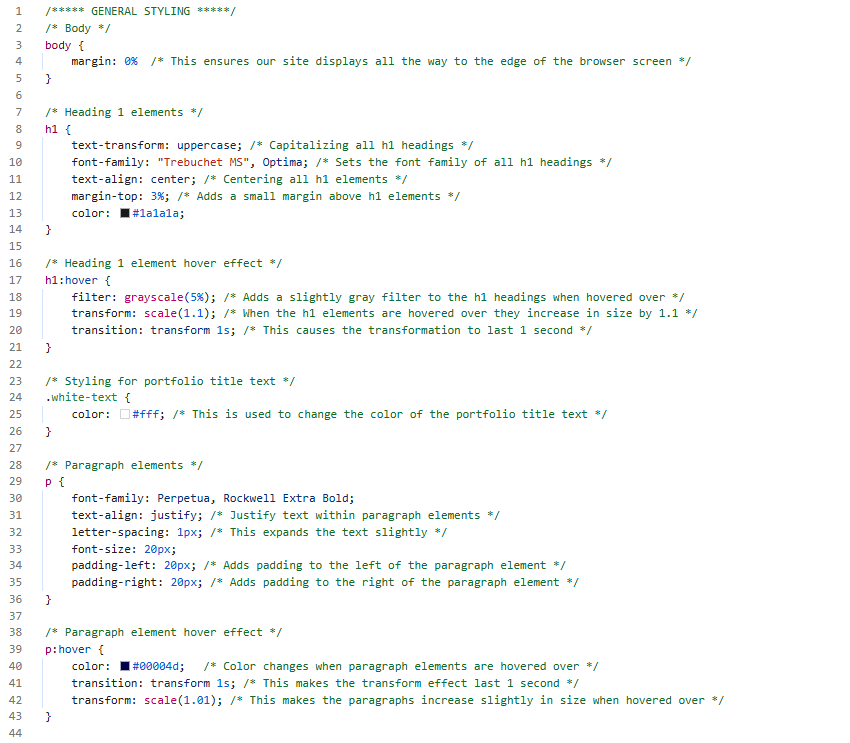 1 /***** GENERAL STYLING *****/
2 /* Body */
3 body {
4     margin: 0%  /* This ensures our site displays all the way to the edge of the browser screen */
5 }
6
7 /* Heading 1 elements */
8 h1 {
9     text-transform: uppercase; /* Capitalizing all h1 headings */
10     font-family: "Trebuchet MS", Optima; /* Sets the font family of all h1 headings */
11     text-align: center; /* Centering all h1 elements */
12     margin-top: 3%; /* Adds a small margin above h1 elements */
13     color: #1a1a1a;
14 }
15
16 /* Heading 1 element hover effect */
17 h1:hover {
18     filter: grayscale(5%); /* Adds a slightly gray filter to the h1 headings when hovered over */
19     transform: scale(1.1); /* When the h1 elements are hovered over they increase in size by 1.1 */
20     transition: transform 1s; /* This causes the transformation to last 1 second */
21 }
22
23 /* Styling for portfolio title text */
24 .white-text {
25     color: #fff; /* This is used to change the color of the portfolio title text */
26 }
27
28 /* Paragraph elements */
29 p {
30     font-family: Perpetua, Rockwell Extra Bold;
31     text-align: justify; /* Justify text within paragraph elements */
32     letter-spacing: 1px; /* This expands the text slightly */
33     font-size: 20px;
34     padding-left: 20px; /* Adds padding to the left of the paragraph element */
35     padding-right: 20px; /* Adds padding to the right of the paragraph element */
36 }
37
38 /* Paragraph element hover effect */
39 p:hover {
40     color: #00004d;   /* Color changes when paragraph elements are hovered over */
41     transition: transform 1s; /* This makes the transform effect last 1 second */
42     transform: scale(1.01); /* This makes the paragraphs increase slightly in size when hovered over */
43 }
44